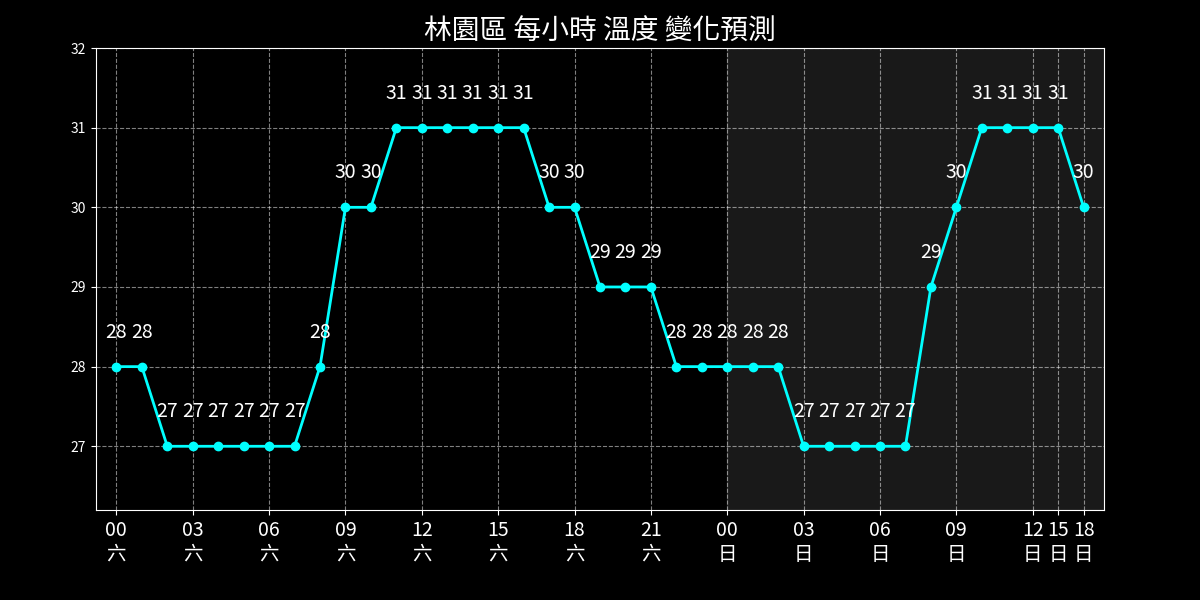 林園區 每小時 溫度 變化預測
32
31 31 31 31 31 31 31 31 31 31
31
30 30 30 30 30 30
30
29 29 29 29
29
28 28 28 28 28 28 28 28
28
27 27 27 27 27 27 27 27 27 27 27
27
00 03 06 09 12 15 18 21 00 03 06 09 12 15 18
六 六 六 六 六 六 六 六 日 日 日 日 日 日 日